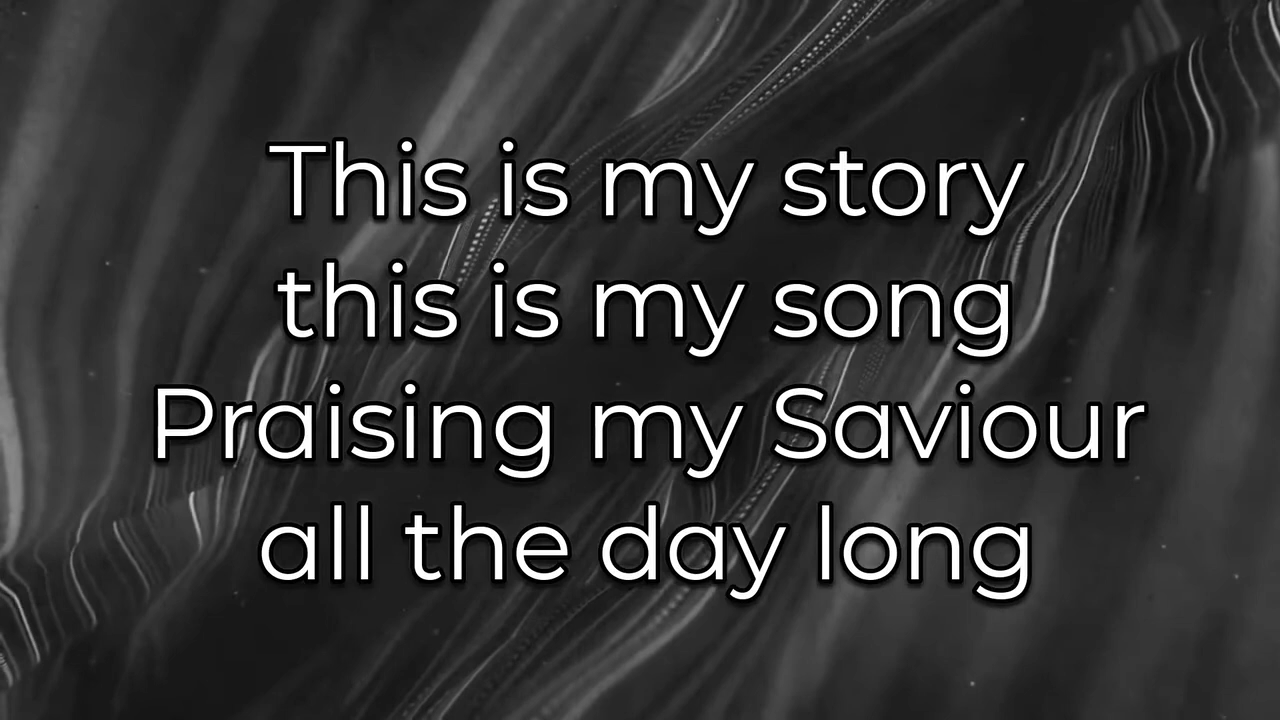 This is my story
this is my song
Praising my Saviour
all the day long